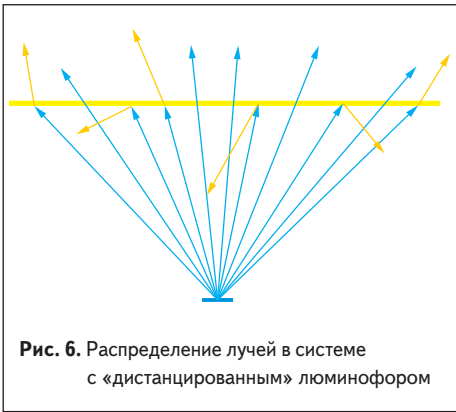 Рис. 6. Распределение лучей в системе
с «дистанцированным» люминофором